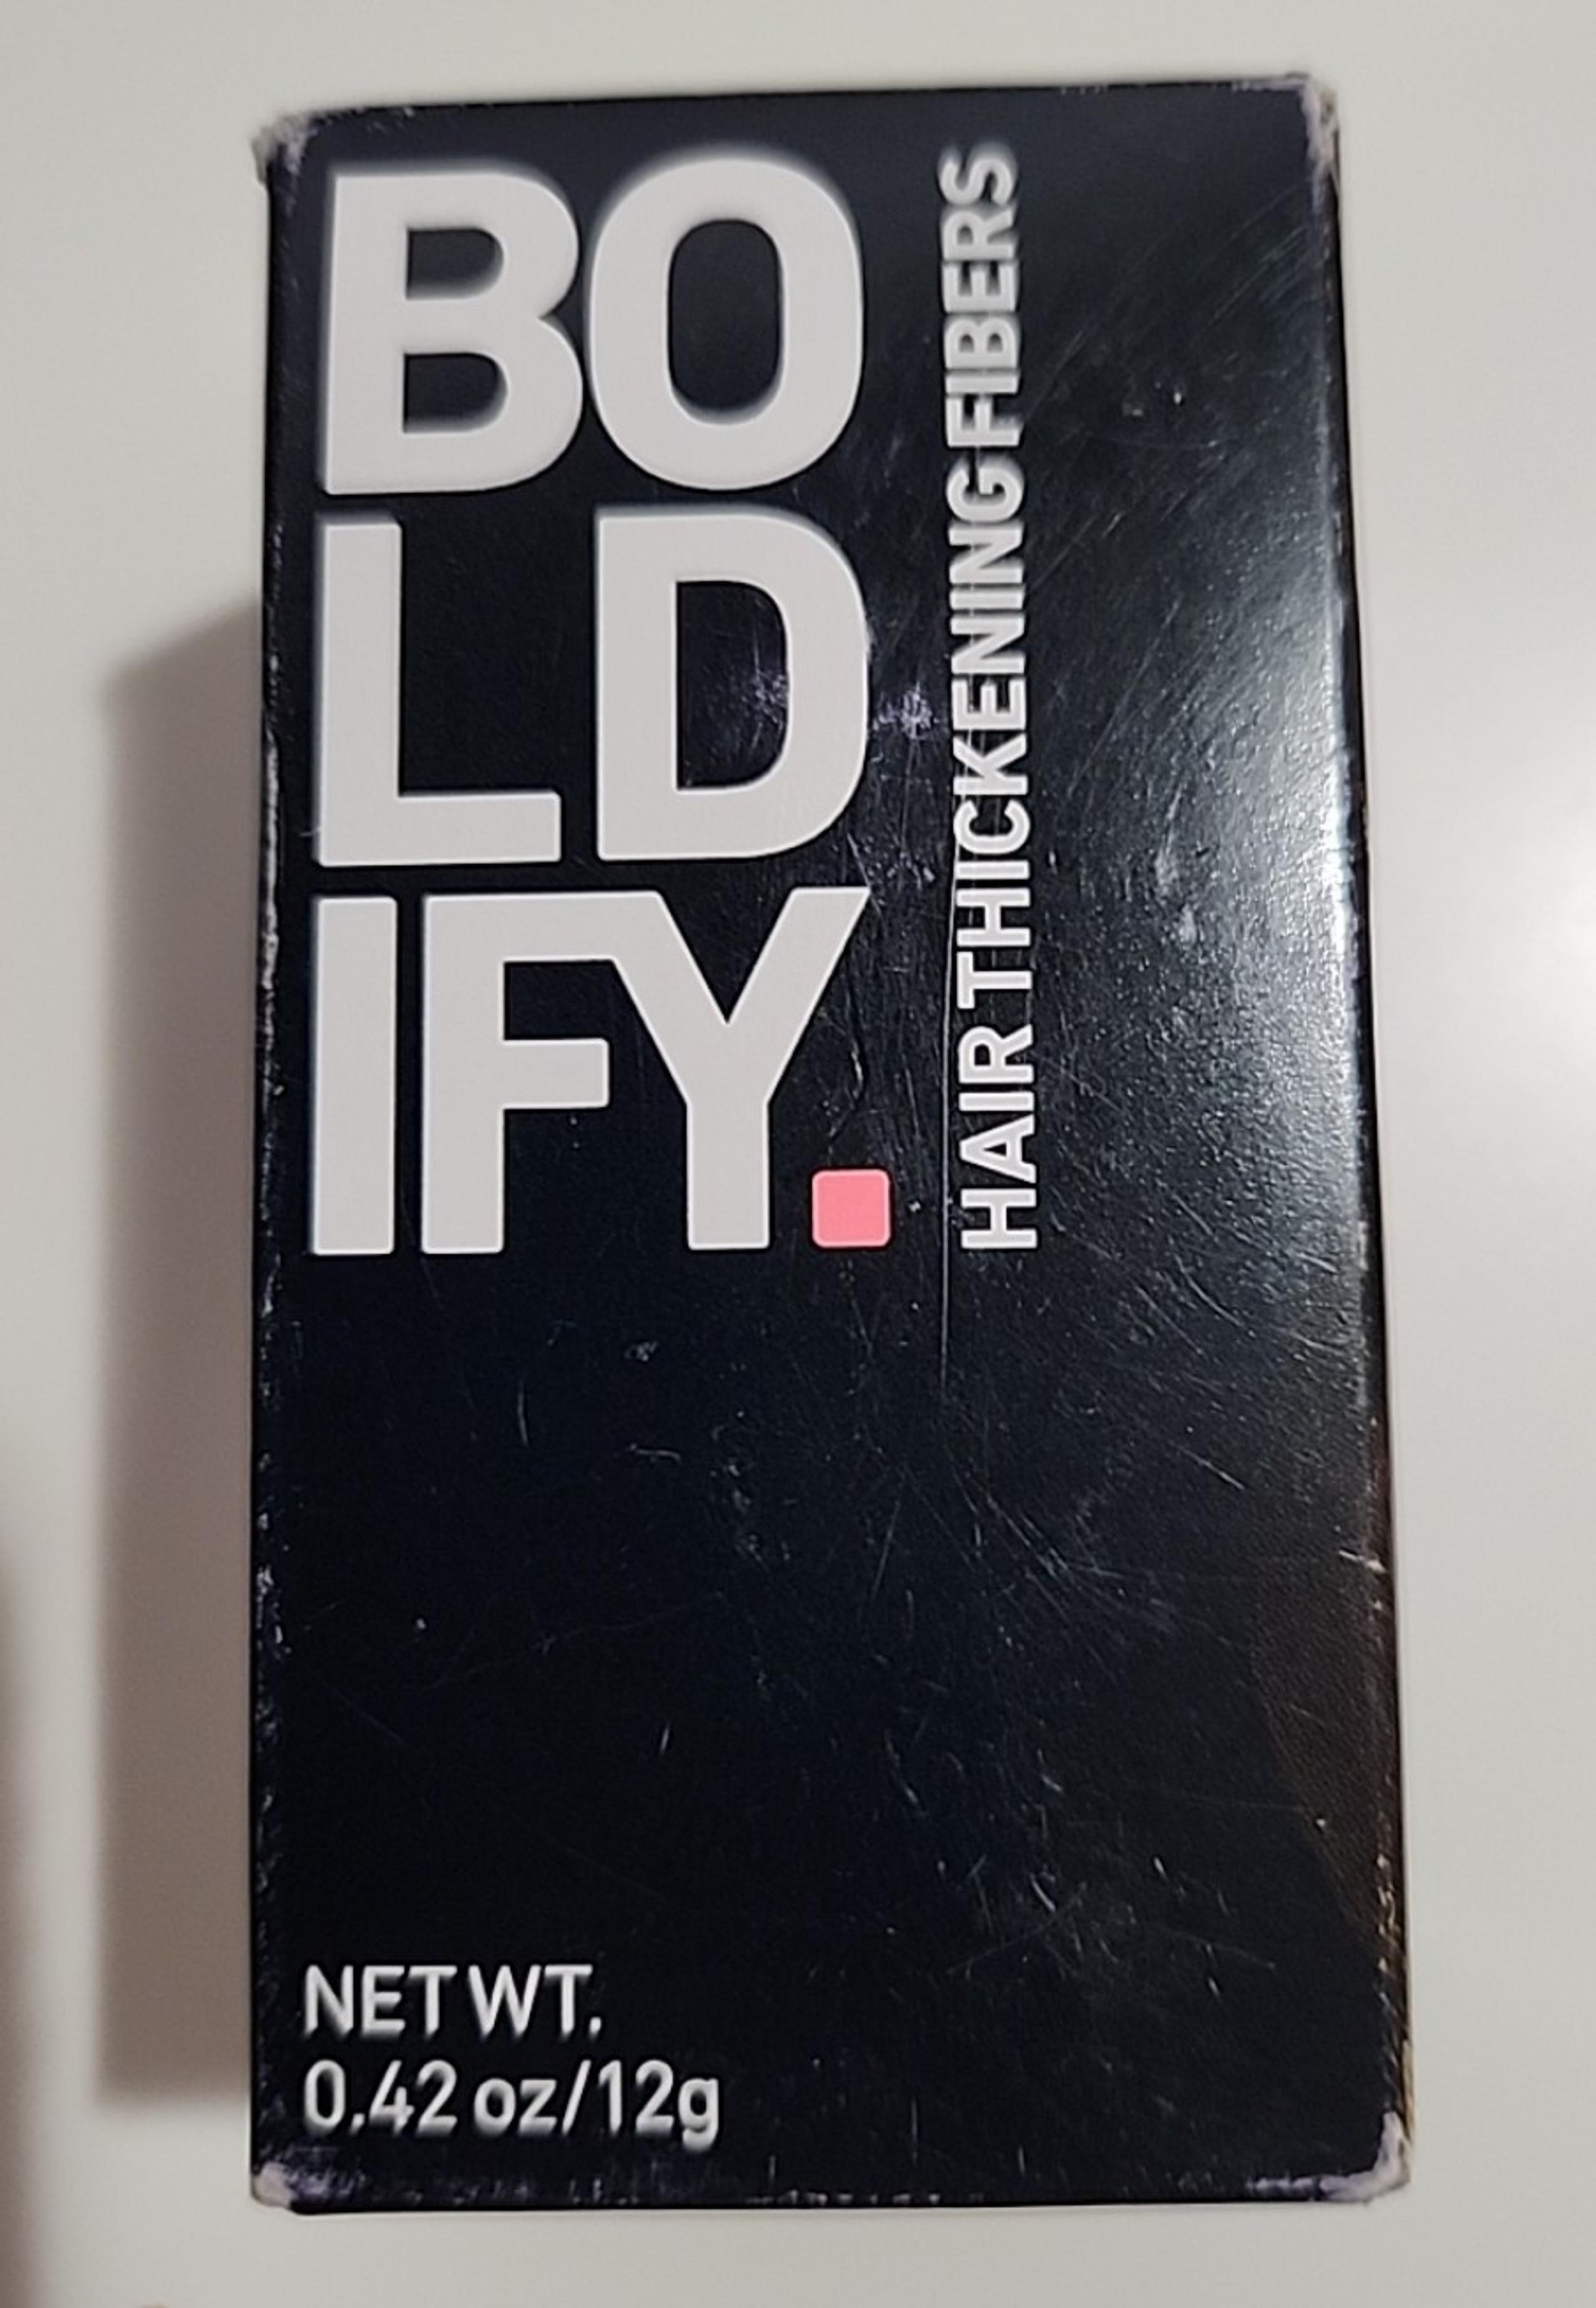 BO
LD
IFY.
HAIR THICKENING FIBERS
NET WT.
0.42 oz/12g